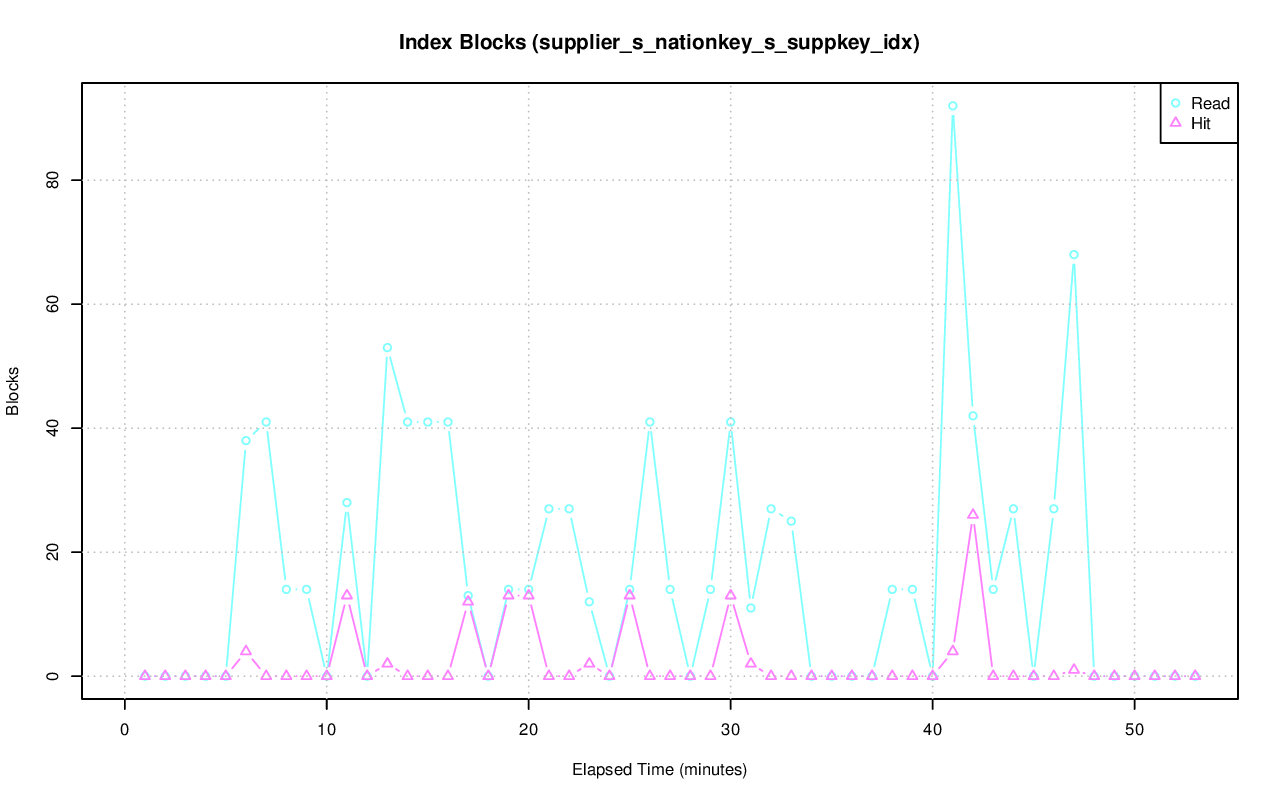 Index Blocks (supplier_s_nationkey_s_suppkey_idx)
Read
Hit
Blocks
80
60
40
20
0
0 10 20 30 40 50
Elapsed Time (minutes)